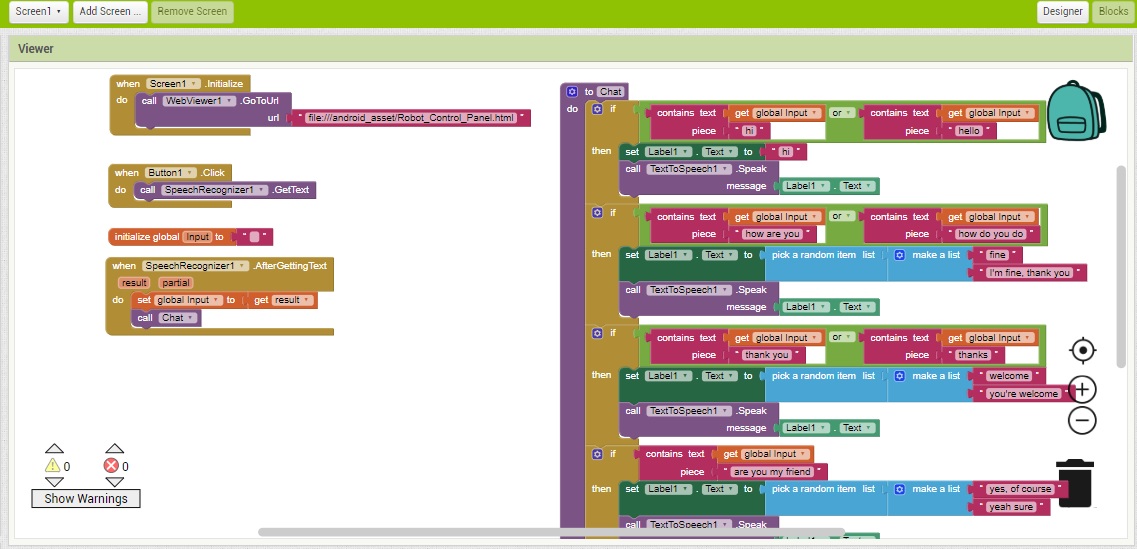 Screen1 Add Screen ... Remove Screen Designer Blocks
Viewer
when Screen1 .Initialize
do call WebViewer1 .GoToUrl
url " file:///android_asset/Robot_Control_Panel.html "
when Button1 .Click
do call SpeechRecognizer1 .GetText
initialize global Input to " "
when SpeechRecognizer1 .AfterGettingText
result partial
do set global Input to get result
call Chat
0 0
Show Warnings
to Chat
do if contains text get global Input or contains text get global Input
piece " hi " piece " hello "
then set Label1 . Text to " hi "
call TextToSpeech1 .Speak
message Label1 . Text
if contains text get global Input or contains text get global Input
piece " how are you " piece " how do you do "
then set Label1 . Text to pick a random item list make a list " fine "
" I'm fine, thank you "
call TextToSpeech1 .Speak
message Label1 . Text
if contains text get global Input or contains text get global Input
piece " thank you " piece " thanks "
then set Label1 . Text to pick a random item list make a list " welcome "
" you're welcome "
call TextToSpeech1 .Speak
message Label1 . Text
if contains text get global Input
piece " are you my friend "
then set Label1 . Text to pick a random item list make a list " yes, of course "
" yeah sure "
call TextToSpeech1 .Speak